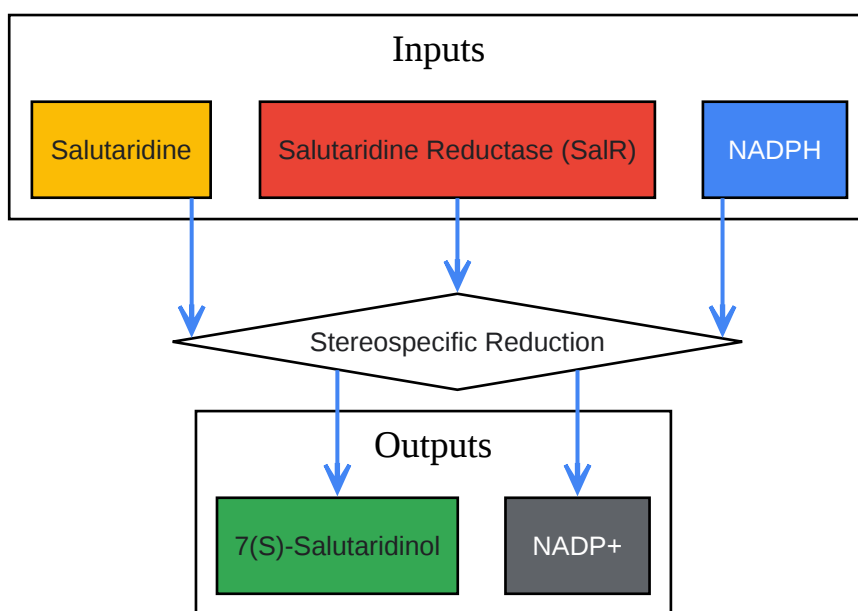 Inputs
Salutaridine
Salutaridine Reductase (SalR)
NADPH
Stereospecific Reduction
Outputs
7(S)-Salutaridinol
NADP+